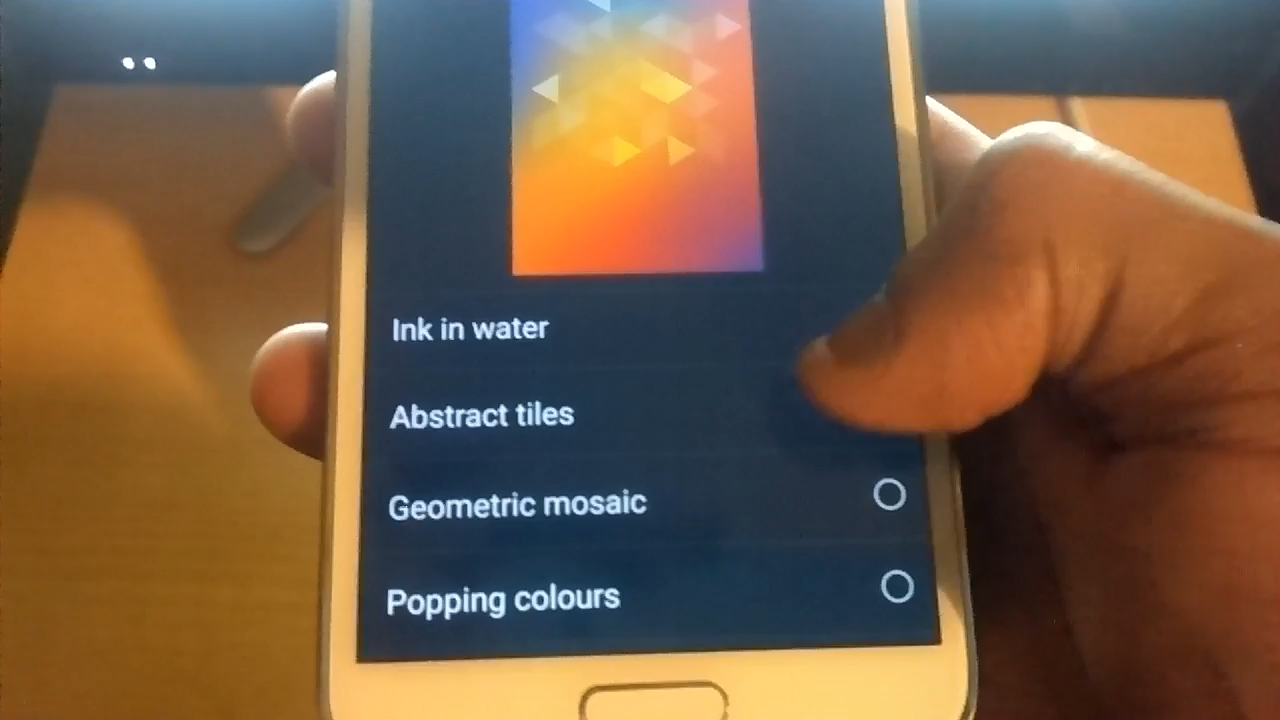 Ink in water
Abstract tiles
Geometric mosaic
Popping colours